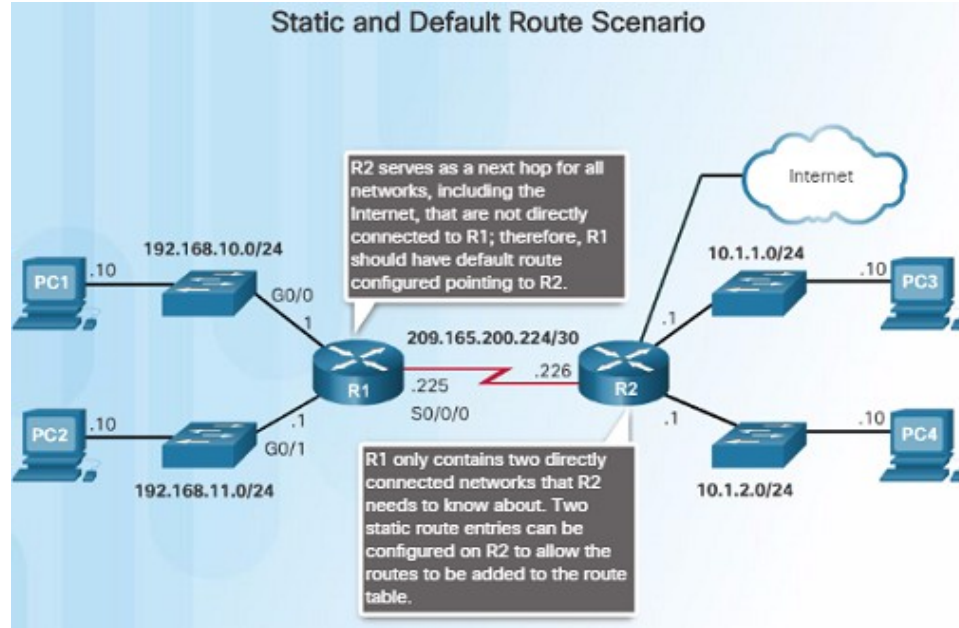 Static and Default Route Scenario
R2 serves as a next hop for all
networks, including the
Internet, that are not directly
connected to R1; therefore, R1
should have default route
configured pointing to R2.
Internet
192.168.10.0/24
10.1.1.0/24
PC1
.10
G0/0
.1
.10
PC3
.1
209.165.200.224/30
R1
.225
S0/0/0
.226
R2
PC2
.10
.1
G0/1
.1
.10
PC4
192.168.11.0/24
10.1.2.0/24
R1 only contains two directly
connected networks that R2
needs to know about. Two
static route entries can be
configured on R2 to allow the
routes to be added to the route
table.